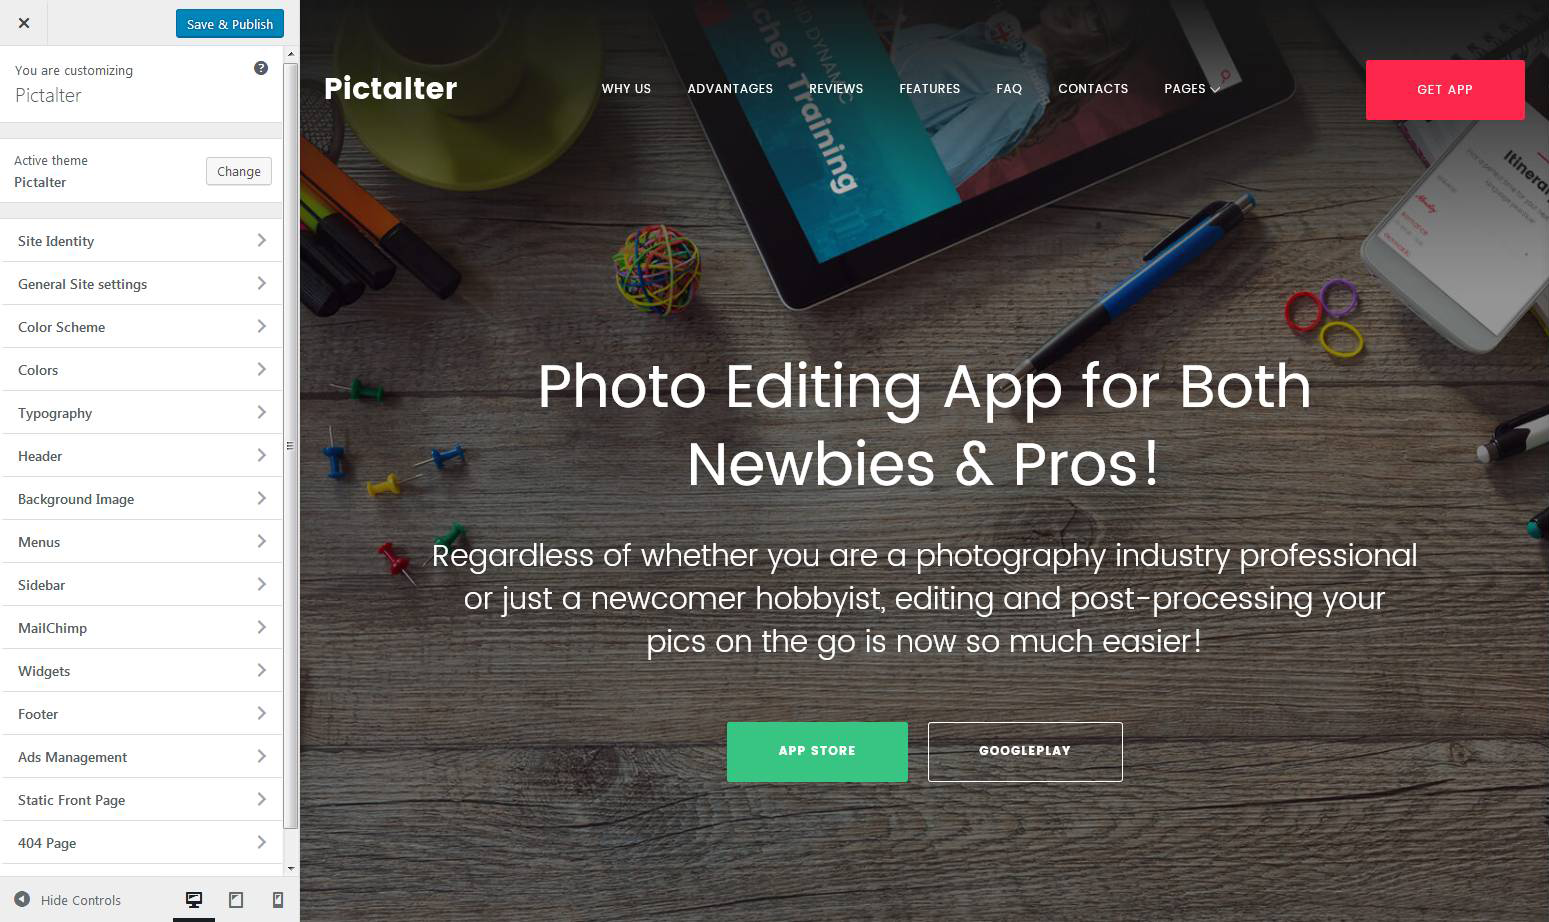 Save & Publish
You are customizing
Pictalter
Active theme
Pictalter
Change
Site Identity
General Site settings
Color Scheme
Colors
Typography
Header
Background Image
Menus
Sidebar
MailChimp
Widgets
Footer
Ads Management
Static Front Page
404 Page
Hide Controls
Pictalter
WHY US
ADVANTAGES
REVIEWS
FEATURES
FAQ
CONTACTS
PAGES
GET APP
DYNAMIC
Training
Photo Editing App for Both
Newbies & Pros!
Regardless of whether you are a photography industry professional
or just a newcomer hobbyist, editing and post-processing your
pics on the go is now so much easier!
APP STORE
GOOGLEPLAY